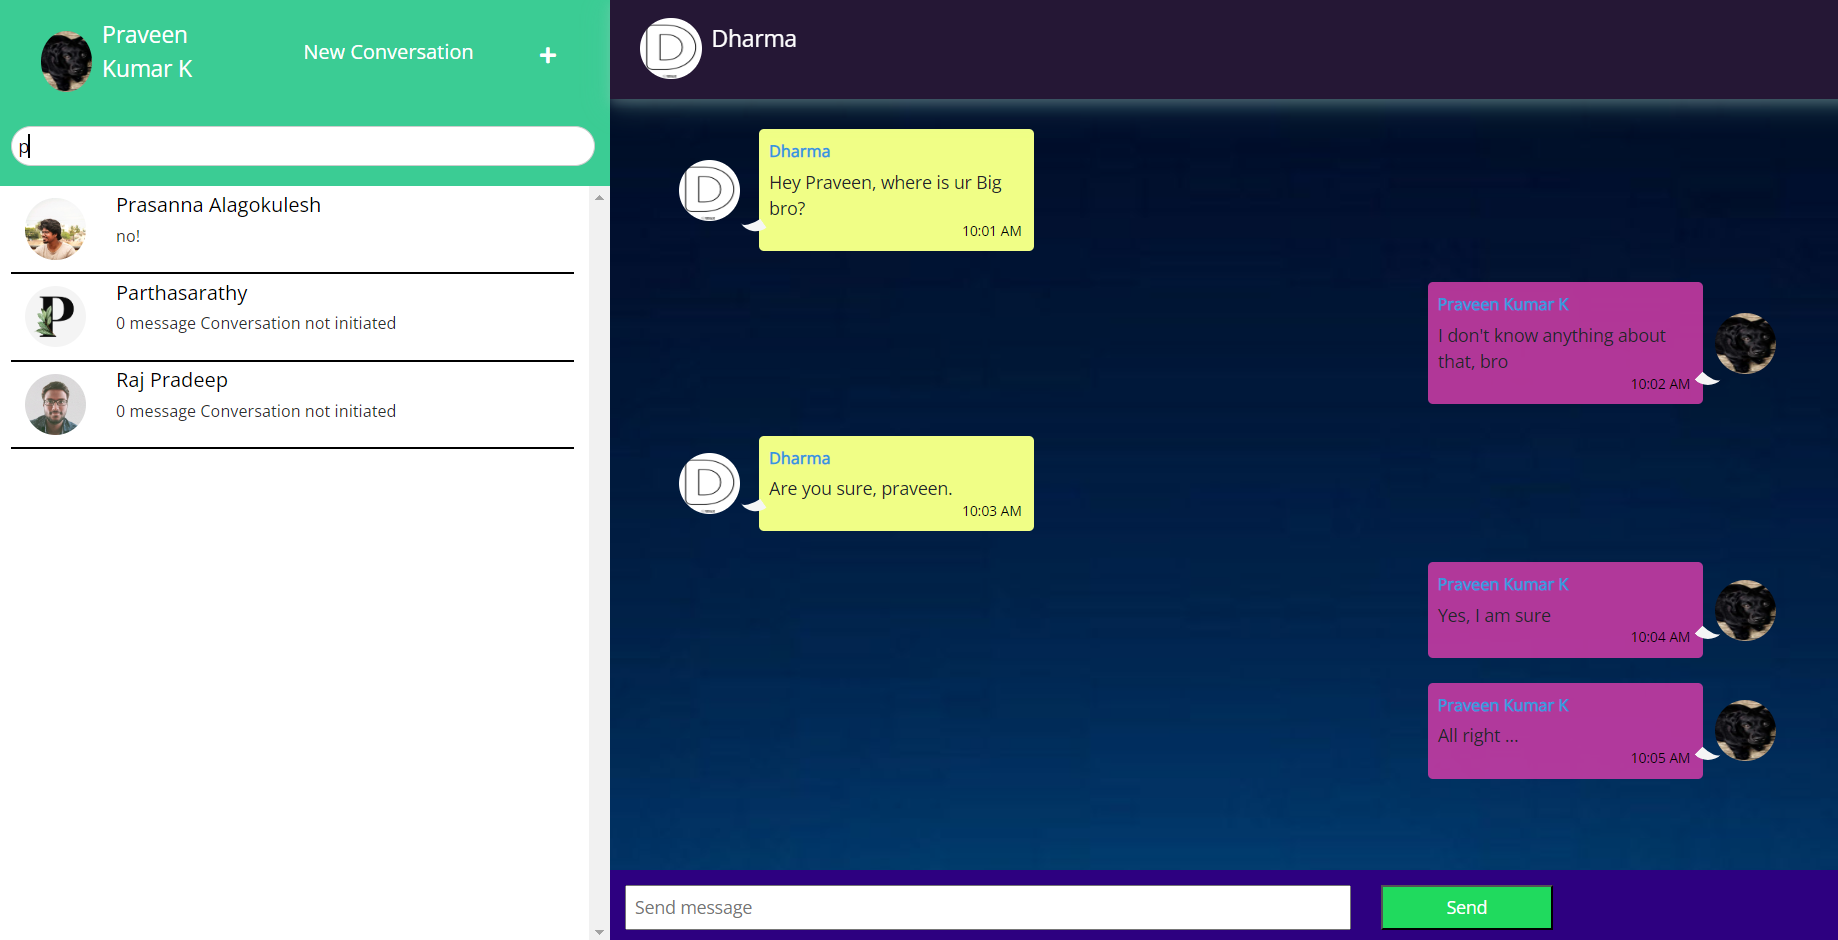 Praveen
Kumar K
New Conversation
+
p
Prasanna Alagokulesh
no!
P
Parthasarathy
0 message Conversation not initiated
Raj Pradeep
0 message Conversation not initiated
D
Dharma
D
Dharma
Hey Praveen, where is ur Big
bro?
10:01 AM
Praveen Kumar K
I don't know anything about
that, bro
10:02 AM
D
Dharma
Are you sure, praveen.
10:03 AM
Praveen Kumar K
Yes, I am sure
10:04 AM
Praveen Kumar K
All right ...
10:05 AM
Send message
Send